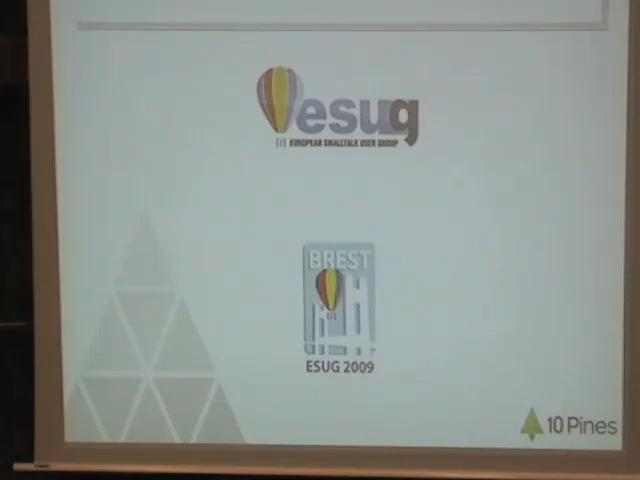 esug
EUROPEAN SMALLTALK USER GROUP
BREST
ESUG 2009
10 Pines